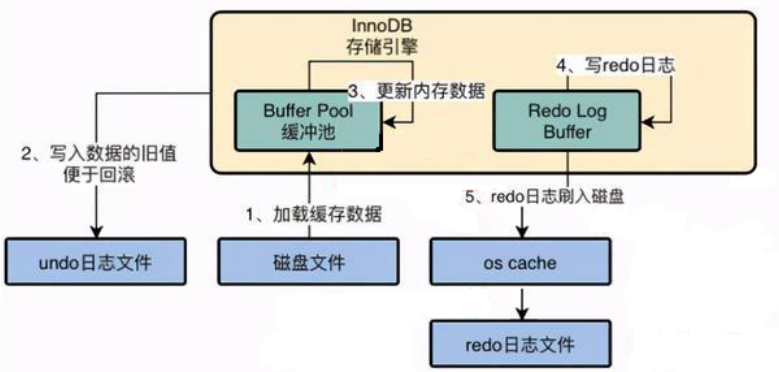 InnoDB
存储引擎
4、写redo日志
3、更新内存数据
Buffer Pool
缓冲池
Redo Log
Buffer
2、写入数据的旧值
便于回滚
5、redo日志刷入磁盘
1、加载缓存数据
undo日志文件
磁盘文件
os cache
redo日志文件